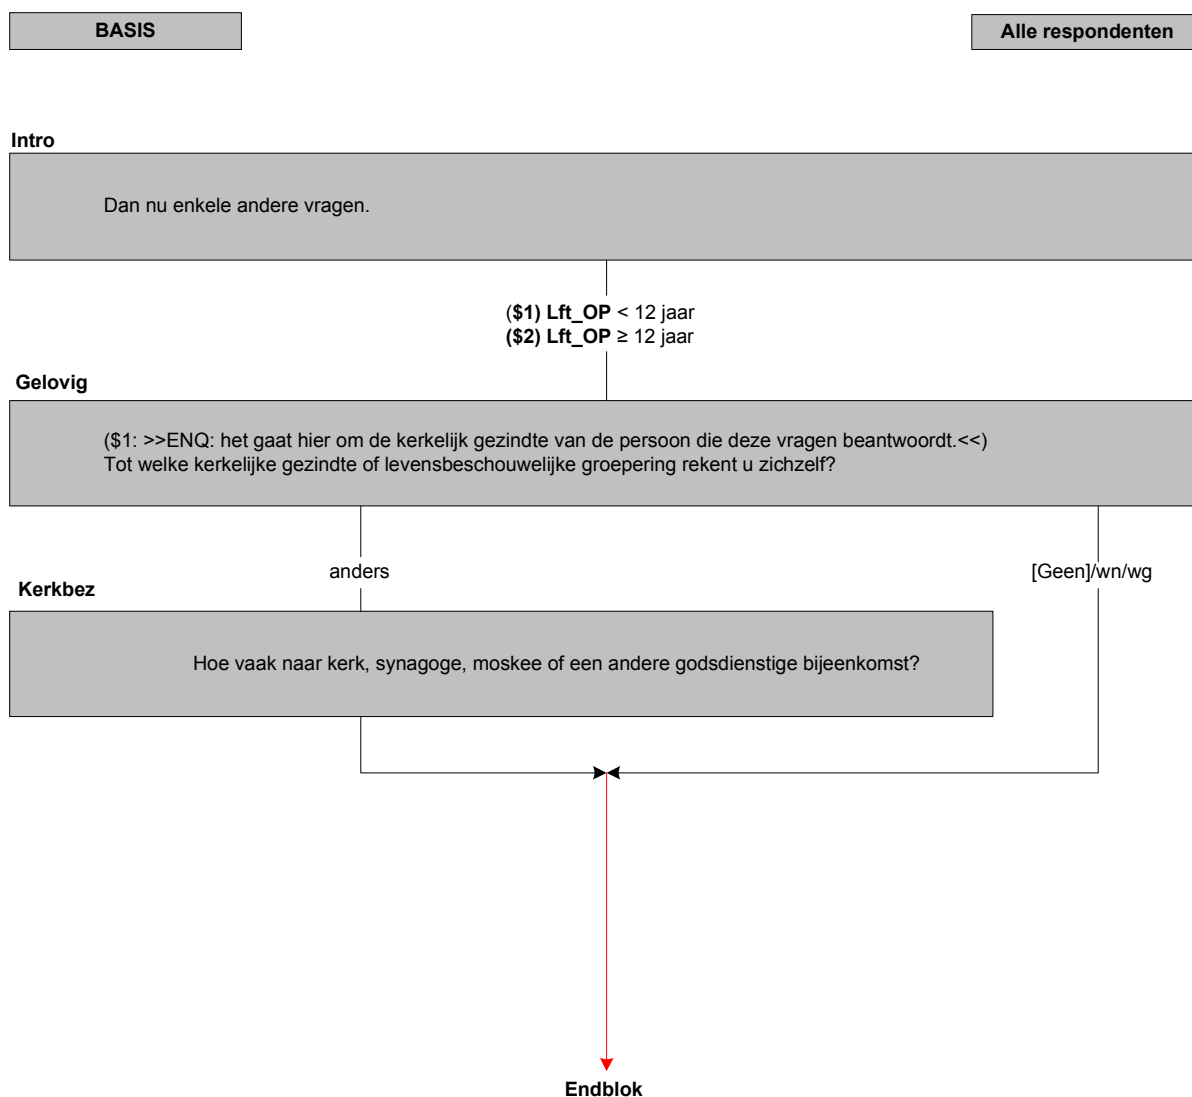 BASIS
Alle respondenten
Intro
Dan nu enkele andere vragen.
($1) Lft_OP < 12 jaar
($2) Lft_OP ≥ 12 jaar
Gelovig
($1: >>ENQ: het gaat hier om de kerkelijk gezindte van de persoon die deze vragen beantwoordt.<<)
Tot welke kerkelijke gezindte of levensbeschouwelijke groepering rekent u zichzelf?
anders
[Geen]/wn/wg
Kerkbez
Hoe vaak naar kerk, synagoge, moskee of een andere godsdienstige bijeenkomst?
Endblok